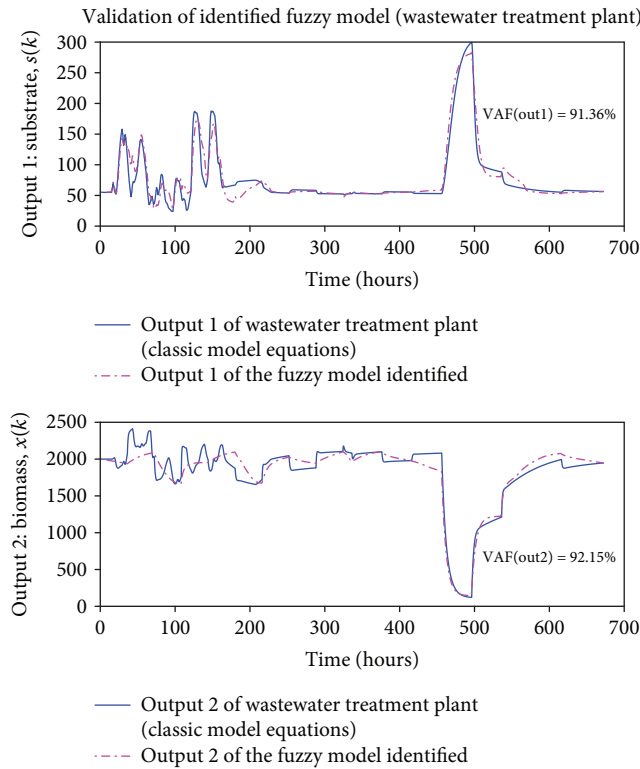 Validation of identified fuzzy model (wastewater treatment plant)
Output 1: substrate, s(k)
300
250
200
150
100
50
0
VAF(out1) = 91.36%
0 100 200 300 400 500 600 700
Time (hours)
Output 1 of wastewater treatment plant
(classic model equations)
Output 1 of the fuzzy model identified
Output 2: biomass, x(k)
2500
2000
1500
1000
500
0
VAF(out2) = 92.15%
0 100 200 300 400 500 600 700
Time (hours)
Output 2 of wastewater treatment plant
(classic model equations)
Output 2 of the fuzzy model identified